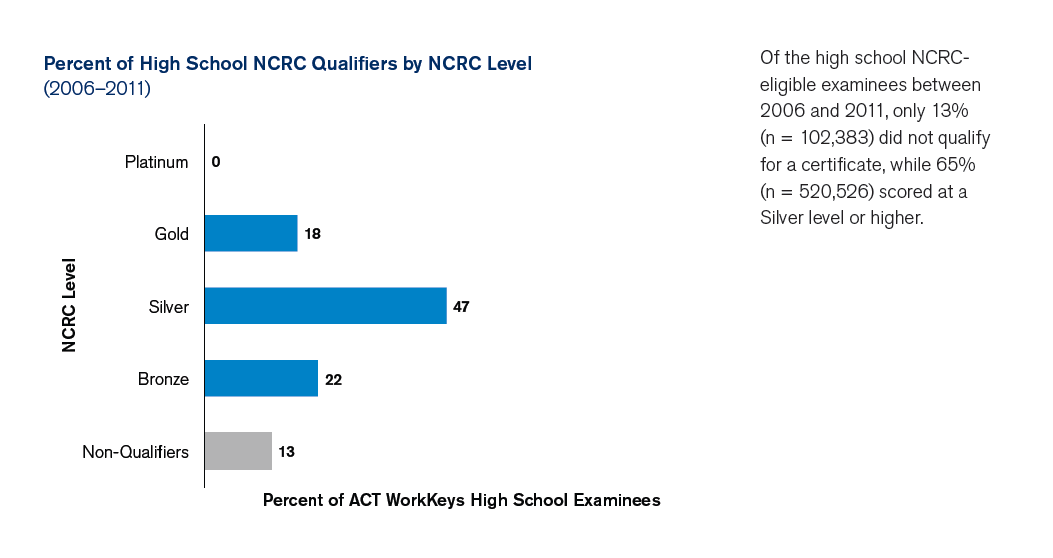 Percent of High School NCRC Qualifiers by NCRC Level
(2006–2011)
Platinum 0
Gold 18
Silver 47
Bronze 22
Non-Qualifiers 13
NCRC Level
Percent of ACT WorkKeys High School Examinees
Of the high school NCRC-
eligible examinees between
2006 and 2011, only 13%
(n = 102,383) did not qualify
for a certificate, while 65%
(n = 520,526) scored at a
Silver level or higher.